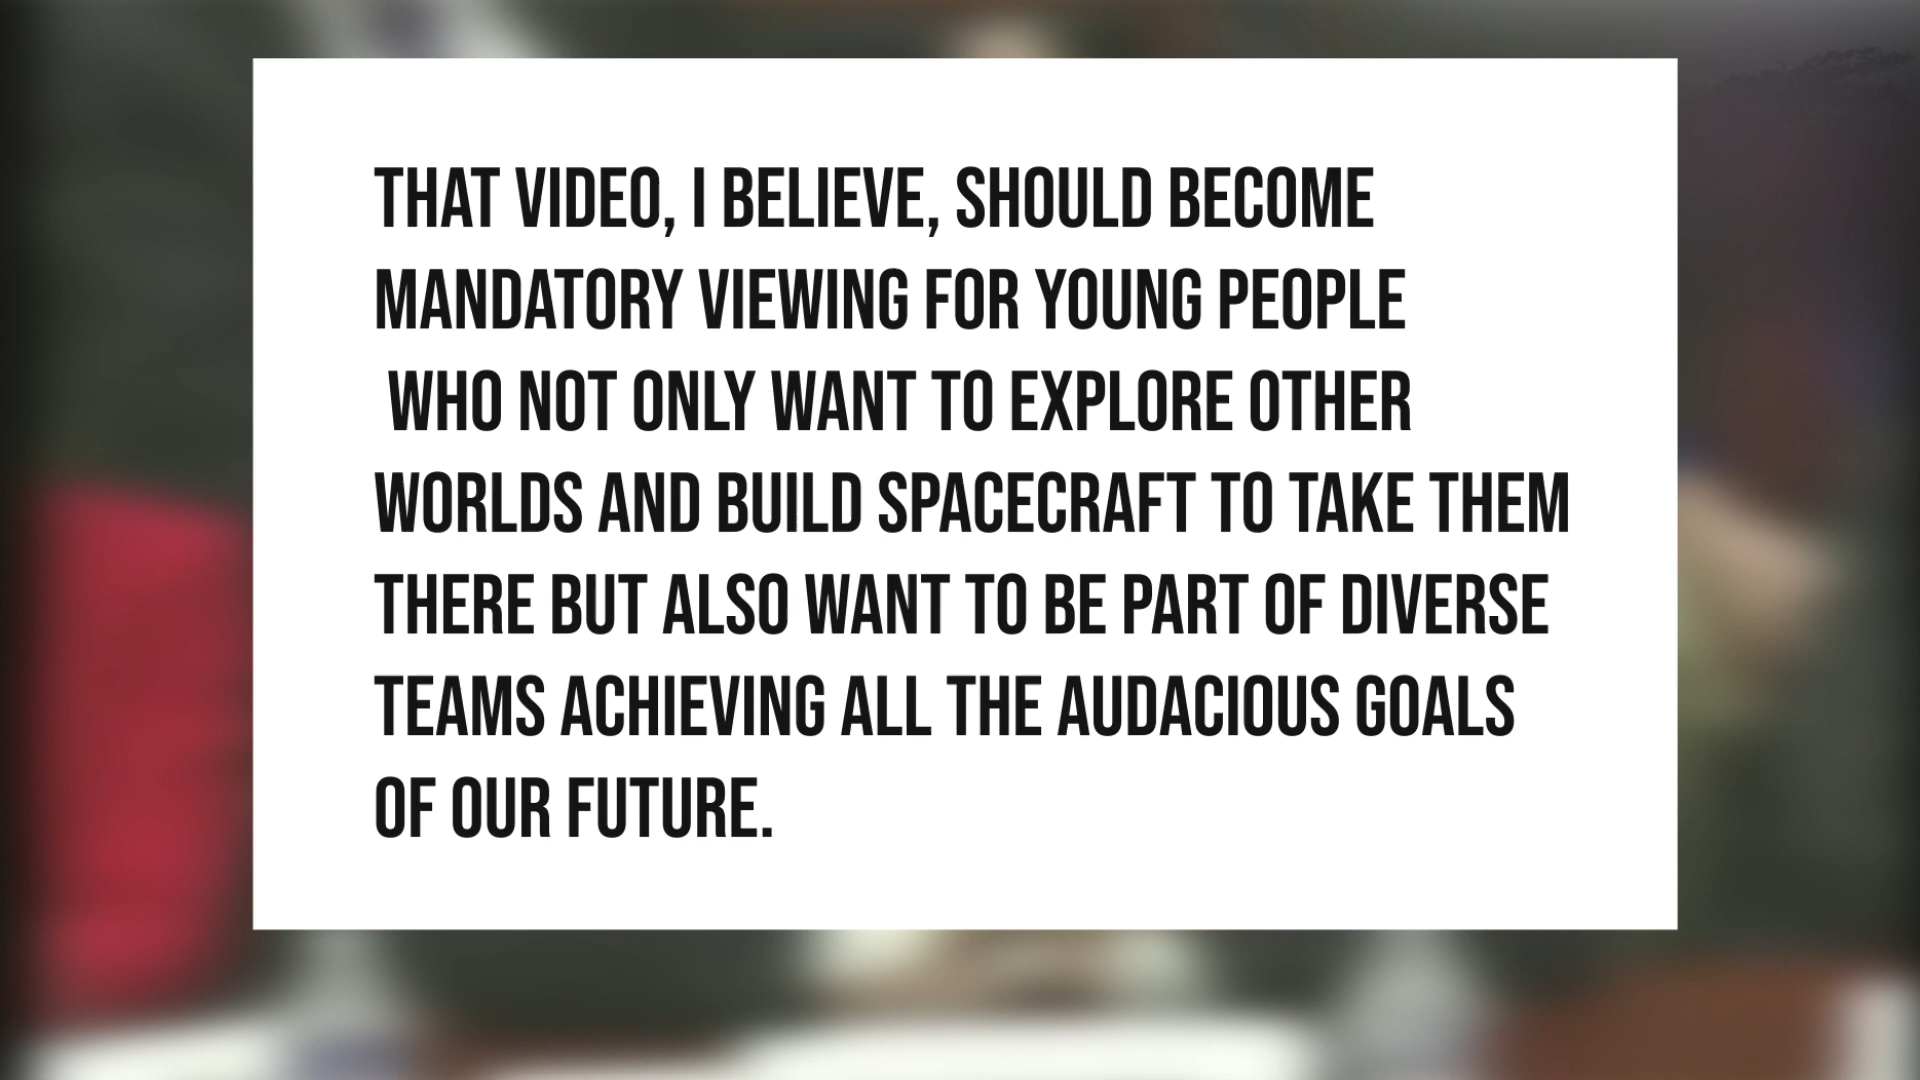 THAT VIDEO, I BELIEVE, SHOULD BECOME
MANDATORY VIEWING FOR YOUNG PEOPLE
WHO NOT ONLY WANT TO EXPLORE OTHER
WORLDS AND BUILD SPACECRAFT TO TAKE THEM
THERE BUT ALSO WANT TO BE PART OF DIVERSE
TEAMS ACHIEVING ALL THE AUDACIOUS GOALS
OF OUR FUTURE.